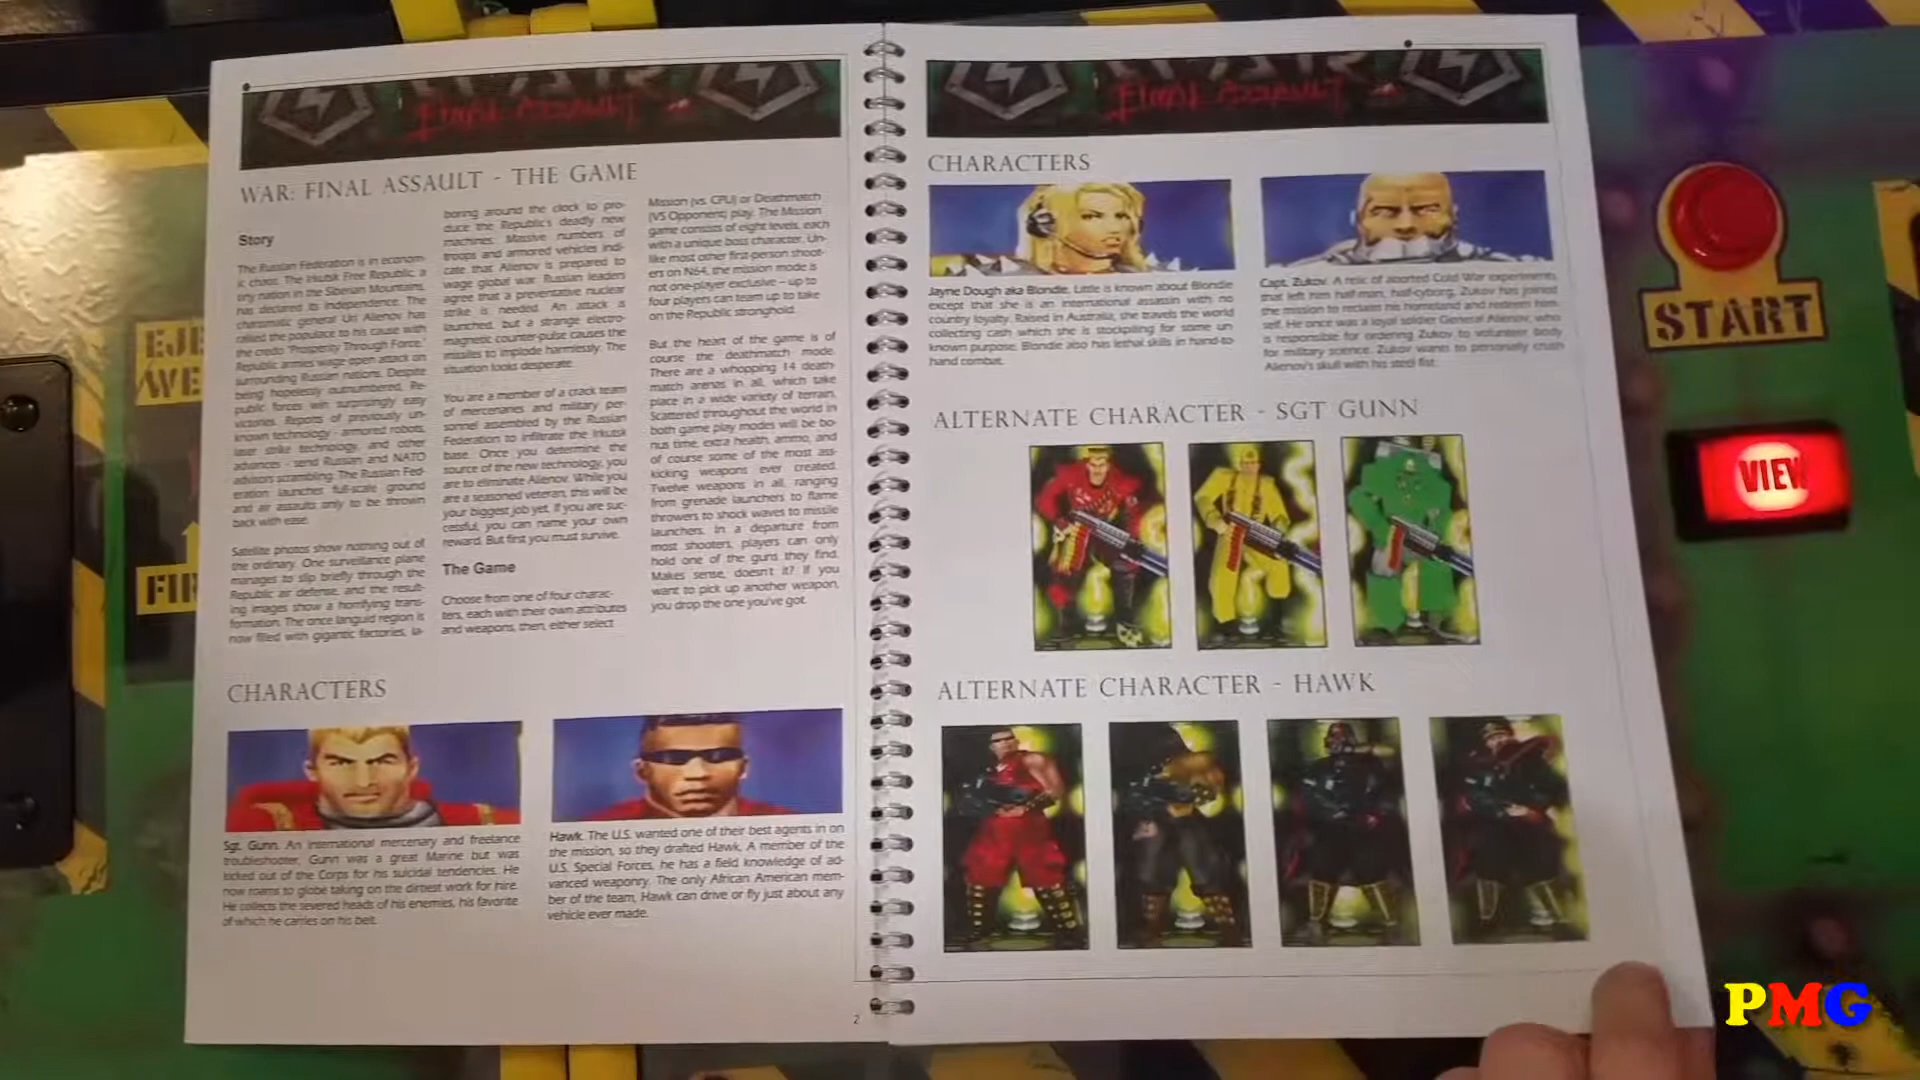 Final Assault
WAR: FINAL ASSAULT - THE GAME
Story
The Russian Federation is in econom-
ic chaos. The Irkutsk Free Republic, a
tiny nation in the Siberian Mountains,
has declared its independence. The
charismatic general Uri Alienov has
rallied the populace to his cause with
the credo "Prosperity Through Force."
Republic armies wage open attack on
surrounding Russian nations. Despite
being hopelessly outnumbered, Re-
public forces win surprisingly easy
victories. Reports of previously un-
known technology - armored robots,
laser strike technology, and other
advances - send Russian and NATO
advisors scrambling. The Russian Fed-
eration launches full-scale ground
and air assaults only to be thrown
back with ease.
Satellite photos show nothing out of
the ordinary. One surveillance plane
manages to slip briefly through the
Republic air defense, and the result-
ing images show a horrifying trans-
formation. The once languid region is
now filled with gigantic factories, la-
boring around the clock to pro-
duce the Republic's deadly new
machines. Massive numbers of
troops and armored vehicles indi-
cate that Alienov is prepared to
wage global war. Russian leaders
agree that a preventative nuclear
strike is needed. An attack is
launched, but a strange electro-
magnetic counter-pulse causes the
missiles to implode harmlessly. The
situation looks desperate.
You are a member of a crack team
of mercenaries and military per-
sonnel assembled by the Russian
Federation to infiltrate the Irkutsk
base. Once you determine the
source of the new technology, you
are to eliminate Alienov. While you
are a seasoned veteran, this will be
your biggest job yet. If you are suc-
cessful, you can name your own
reward. But first you must survive.
The Game
Choose from one of four charac-
ters, each with their own attributes
and weapons, then, either select
Mission (vs. CPU) or Deathmatch
(VS Opponent) play. The Mission
game consists of eight levels, each
with a unique boss character. Un-
like most other first-person shoot-
ers on N64, the mission mode is
not one-player exclusive – up to
four players can team up to take
on the Republic stronghold.
But the heart of the game is of
course the deathmatch mode.
There are a whopping 14 death-
match arenas in all, which take
place in a wide variety of terrain.
Scattered throughout the world in
both game play modes will be bo-
nus time, extra health, ammo, and
of course some of the most ass-
kicking weapons ever created.
Twelve weapons in all, ranging
from grenade launchers to flame
throwers to shock waves to missile
launchers. In a departure from
most shooters, players can only
hold one of the guns they find.
Makes sense, doesn't it? If you
want to pick up another weapon,
you drop the one you've got.
CHARACTERS
Sgt. Gunn. An international mercenary and freelance
troubleshooter, Gunn was a great Marine but was
kicked out of the Corps for his suicidal tendencies. He
now roams to globe taking on the dirtiest work for hire.
He collects the severed heads of his enemies, his favorite
of which he carries on his belt.
Hawk. The U.S. wanted one of their best agents in on
the mission, so they drafted Hawk. A member of the
U.S. Special Forces, he has a field knowledge of ad-
vanced weaponry. The only African American mem-
ber of the team, Hawk can drive or fly just about any
vehicle ever made.
2
Final Assault
CHARACTERS
Jayne Dough aka Blondie. Little is known about Blondie
except that she is an international assassin with no
country loyalty. Raised in Australia, she travels the world
collecting cash which she is stockpiling for some un-
known purpose. Blondie also has lethal skills in hand-to-
hand combat.
Capt. Zukov. A relic of aborted Cold War experiments
that left him half-man, half-cyborg, Zukov has joined
the mission to reclaim his homeland and redeem him-
self. He once was a loyal soldier General Alienov, who
is responsible for ordering Zukov to volunteer body
for military science. Zukov wants to personally crush
Alienov's skull with his steel fist.
ALTERNATE CHARACTER - SGT GUNN
ALTERNATE CHARACTER - HAWK
EJE
WE
FIR
START
VIEW
PMG